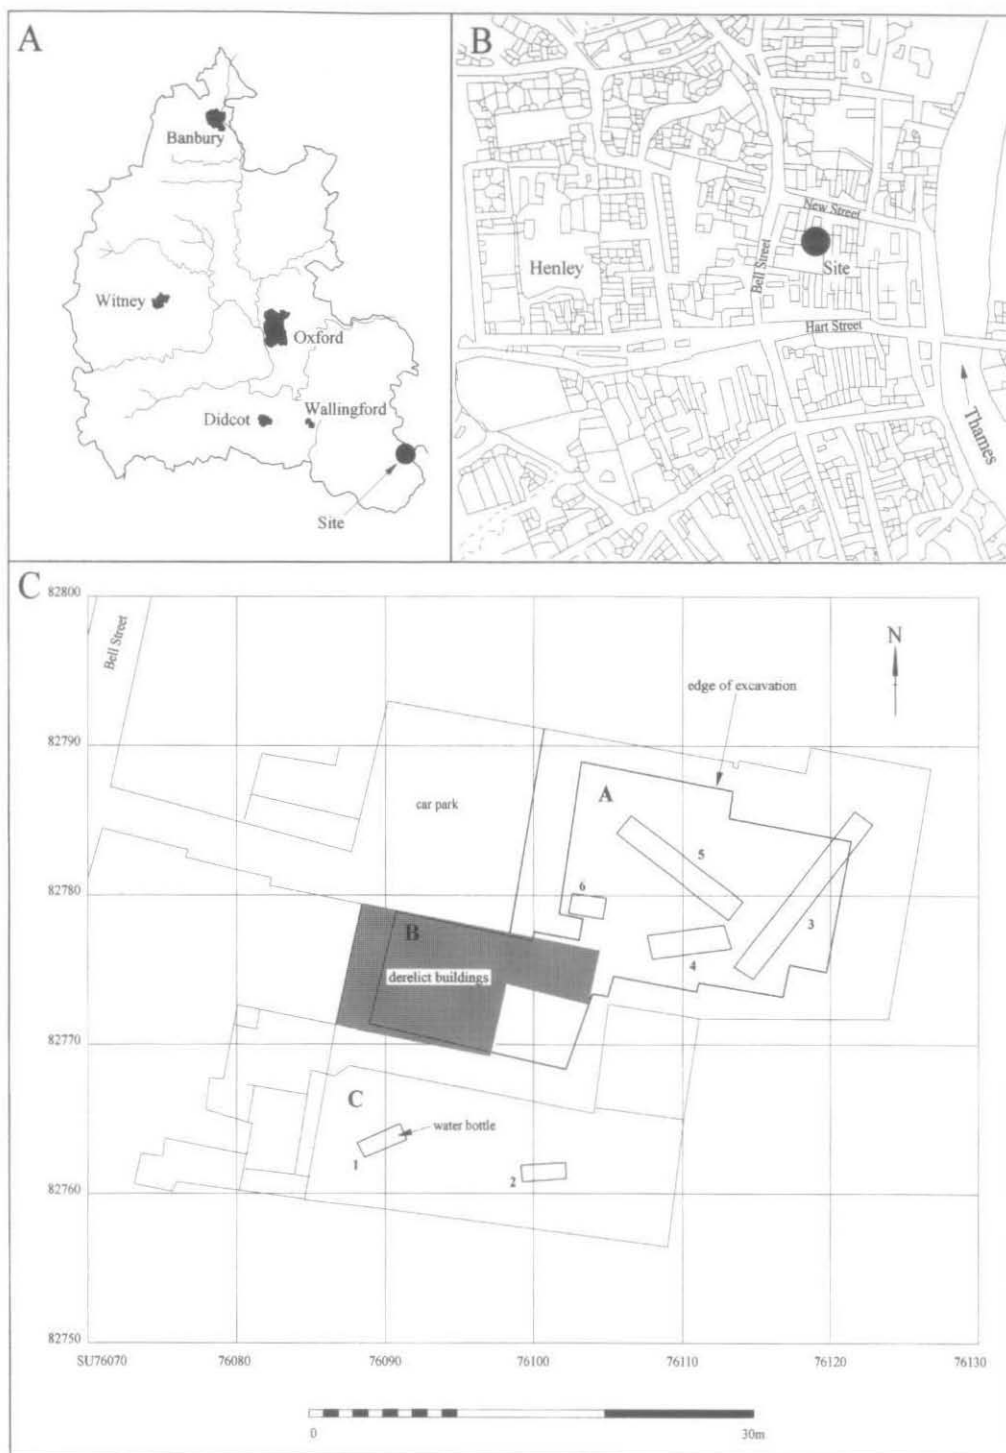 A
Banbury
Witney
Oxford
Didcot
Wallingford
Site
B
New Street
Henley
Bell Street
Site
Hart Street
Thames
C
82800
Bell Street
N
edge of excavation
82790
A
car park
5
82780
6
3
B
4
derelict buildings
82770
C
water bottle
1
2
82760
82750
SU76070
76080
76090
76100
76110
76120
76130
0
30m